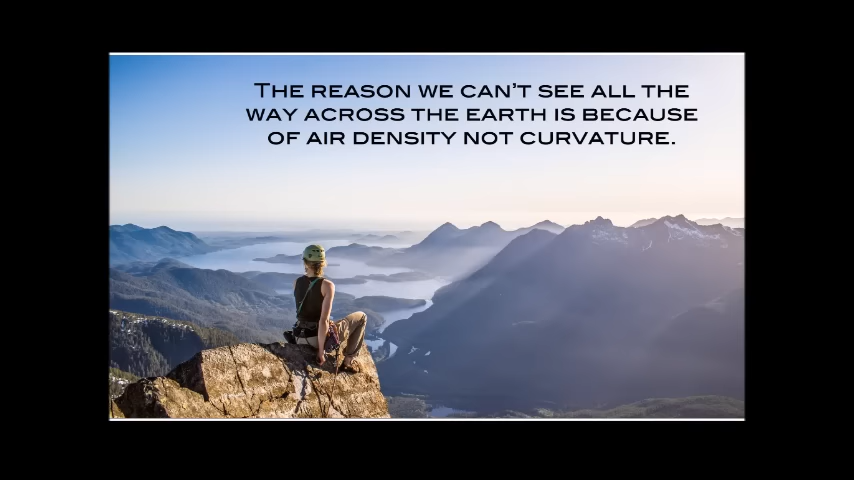 THE REASON WE CAN'T SEE ALL THE
WAY ACROSS THE EARTH IS BECAUSE
OF AIR DENSITY NOT CURVATURE.